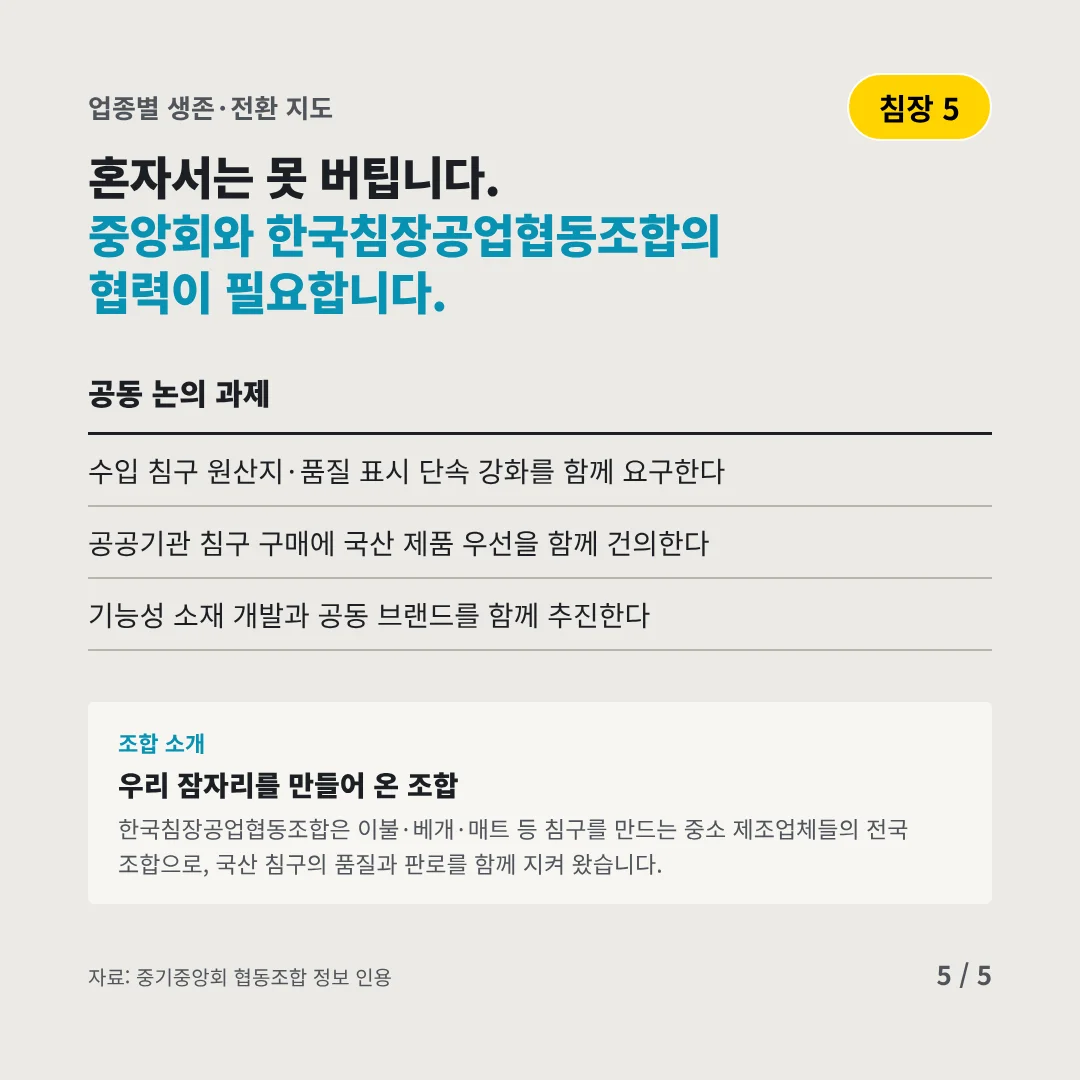 업종별 생존·전환 지도
침장 5
혼자서는 못 버팁니다.
중앙회와 한국침장공업협동조합의
협력이 필요합니다.
공동 논의 과제
수입 침구 원산지·품질 표시 단속 강화를 함께 요구한다
공공기관 침구 구매에 국산 제품 우선을 함께 건의한다
기능성 소재 개발과 공동 브랜드를 함께 추진한다
조합 소개
우리 잠자리를 만들어 온 조합
한국침장공업협동조합은 이불·베개·매트 등 침구를 만드는 중소 제조업체들의 전국
조합으로, 국산 침구의 품질과 판로를 함께 지켜 왔습니다.
자료: 중기중앙회 협동조합 정보 인용
5 / 5